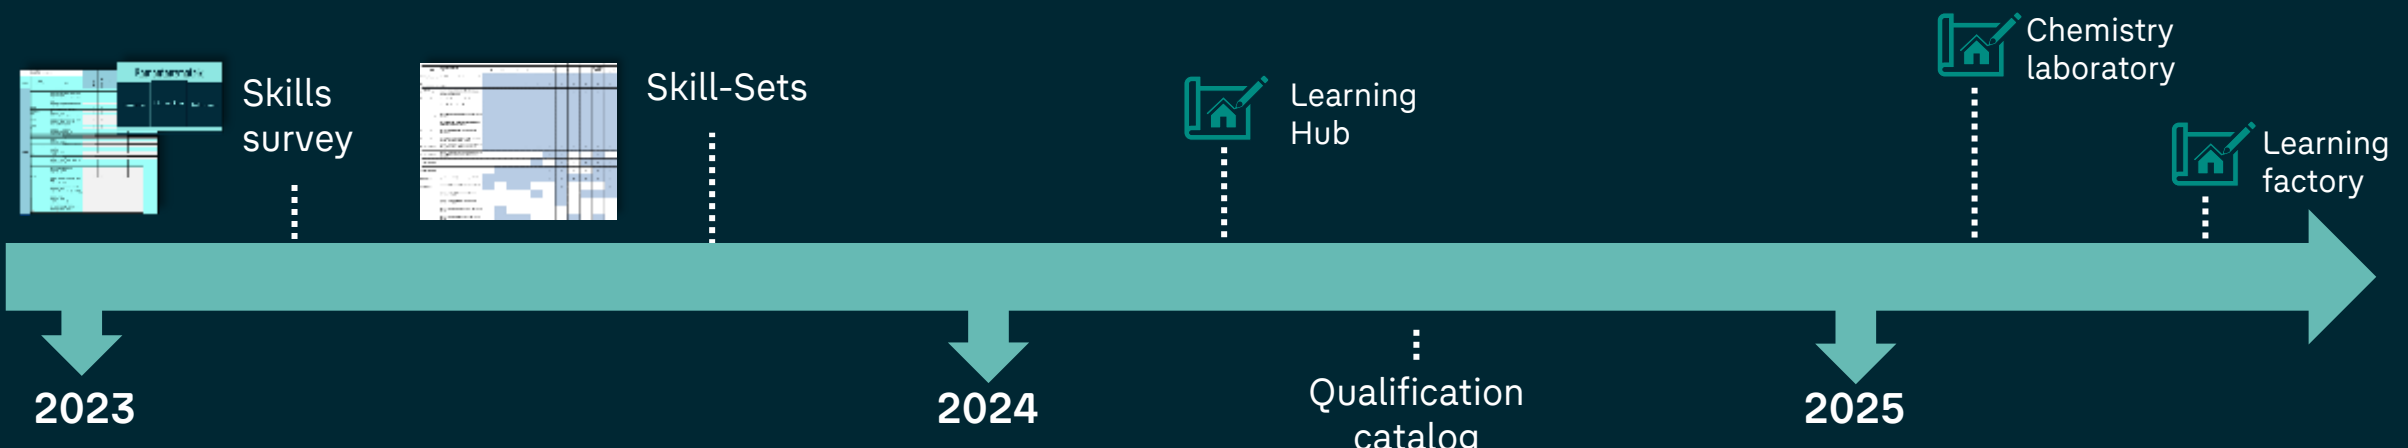 Skills
survey
Skill-Sets
Learning
Hub
Chemistry
laboratory
Learning
factory
2023
2024
Qualification
catalog
2025